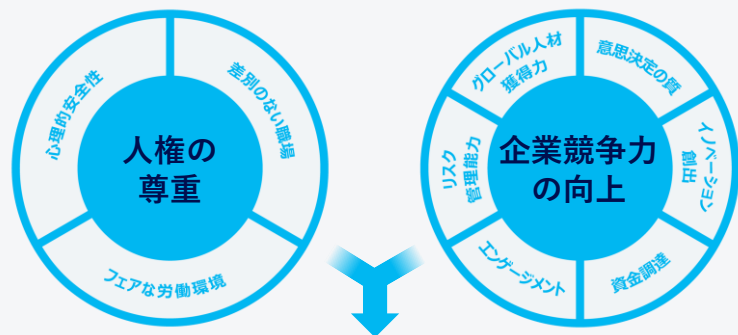 心理的安全性
差別のない職場
人権の
尊重
フェアな労働環境
グローバル人材
獲得力
意思決定の質
リスク
管理能力
企業競争力
の向上
イノベーション
創出
エンゲージメント
資金調達